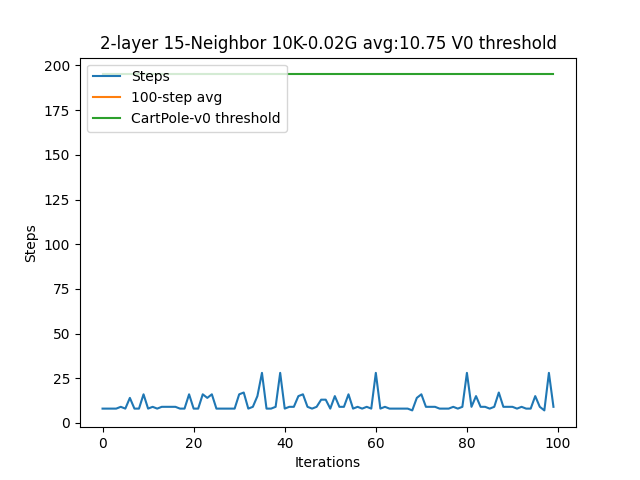 2-layer 15-Neighbor 10K-0.02G avg:10.75 V0 threshold
Steps
100-step avg
CartPole-v0 threshold
200
175
150
125
100
75
50
25
0
Steps
0 20 40 60 80 100
Iterations